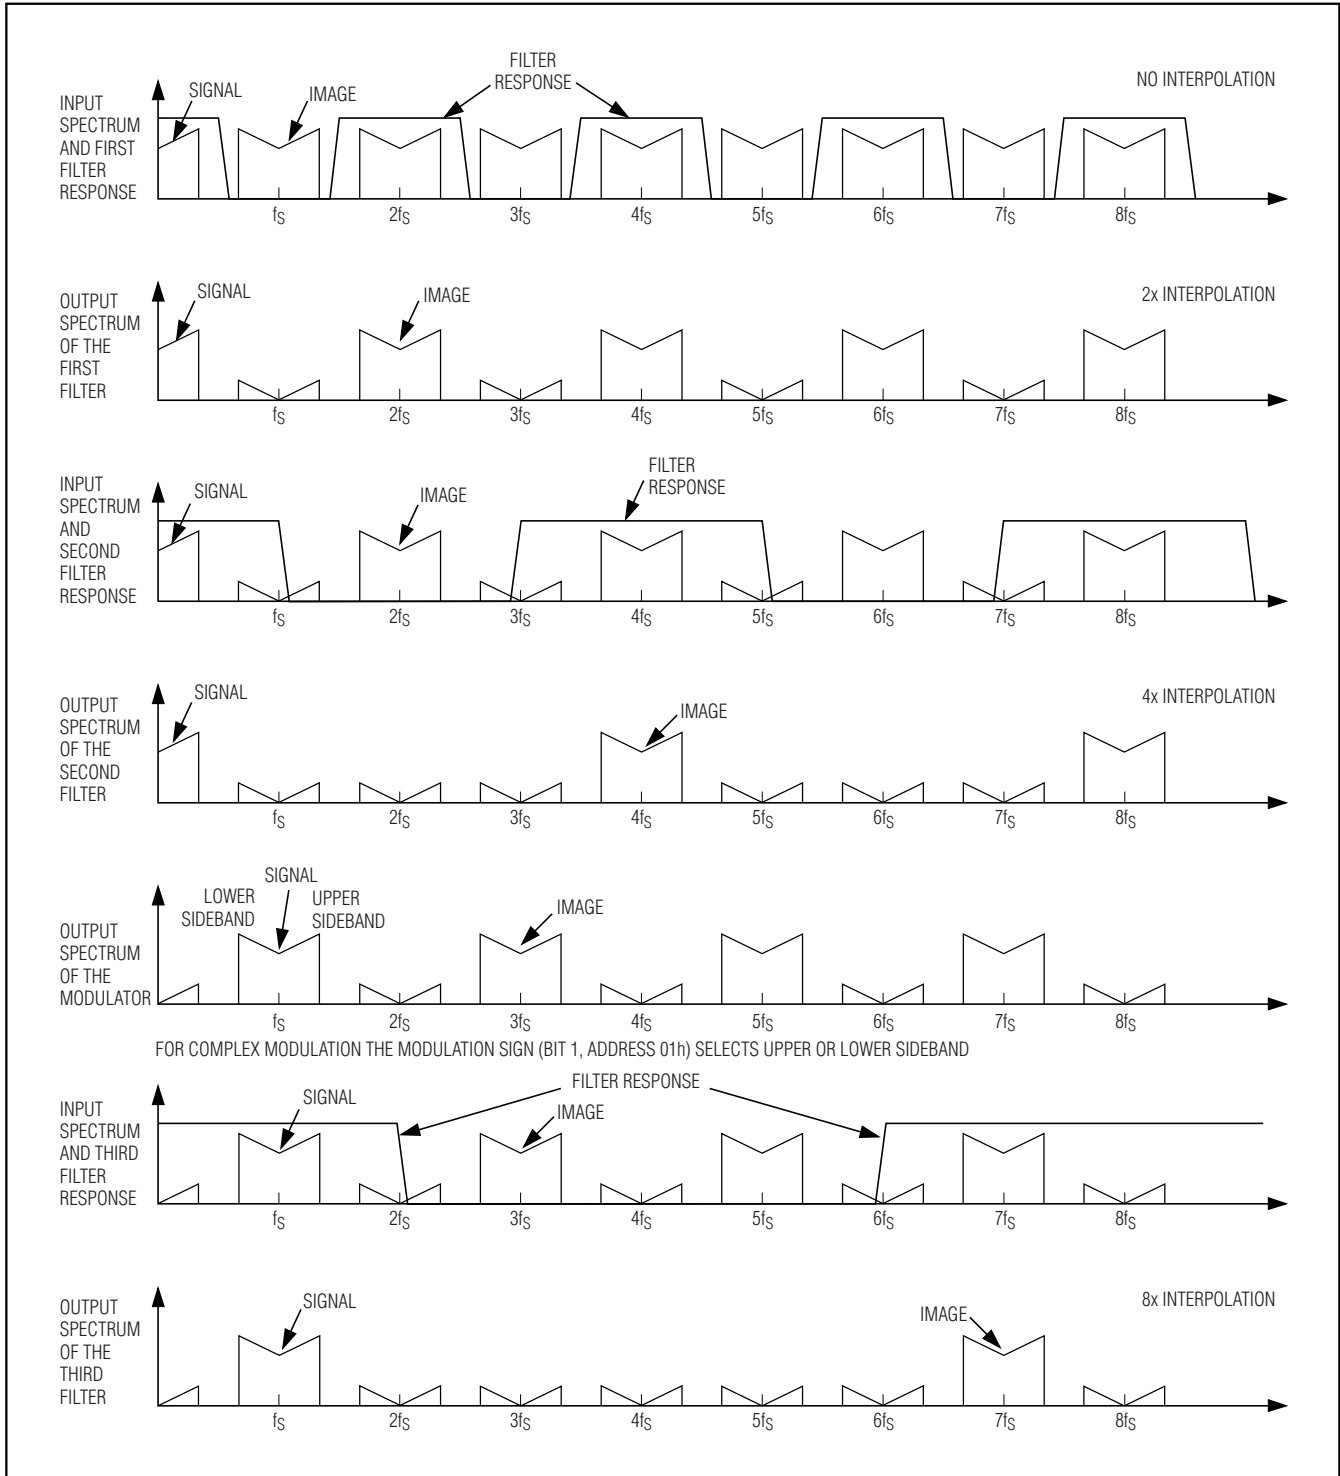 FILTER
RESPONSE
NO INTERPOLATION
SIGNAL
IMAGE
INPUT
SPECTRUM
AND FIRST
FILTER
RESPONSE
fS 2fS 3fS 4fS 5fS 6fS 7fS 8fS
SIGNAL
IMAGE
2x INTERPOLATION
OUTPUT
SPECTRUM
OF THE
FIRST
FILTER
fS 2fS 3fS 4fS 5fS 6fS 7fS 8fS
FILTER
RESPONSE
SIGNAL
IMAGE
INPUT
SPECTRUM
AND
SECOND
FILTER
RESPONSE
fS 2fS 3fS 4fS 5fS 6fS 7fS 8fS
SIGNAL
IMAGE
4x INTERPOLATION
OUTPUT
SPECTRUM
OF THE
SECOND
FILTER
fS 2fS 3fS 4fS 5fS 6fS 7fS 8fS
SIGNAL
LOWER
SIDEBAND
UPPER
SIDEBAND
IMAGE
OUTPUT
SPECTRUM
OF THE
MODULATOR
fS 2fS 3fS 4fS 5fS 6fS 7fS 8fS
FOR COMPLEX MODULATION THE MODULATION SIGN (BIT 1, ADDRESS 01h) SELECTS UPPER OR LOWER SIDEBAND
FILTER RESPONSE
SIGNAL
IMAGE
INPUT
SPECTRUM
AND THIRD
FILTER
RESPONSE
fS 2fS 3fS 4fS 5fS 6fS 7fS 8fS
SIGNAL
IMAGE
8x INTERPOLATION
OUTPUT
SPECTRUM
OF THE
THIRD
FILTER
fS 2fS 3fS 4fS 5fS 6fS 7fS 8fS